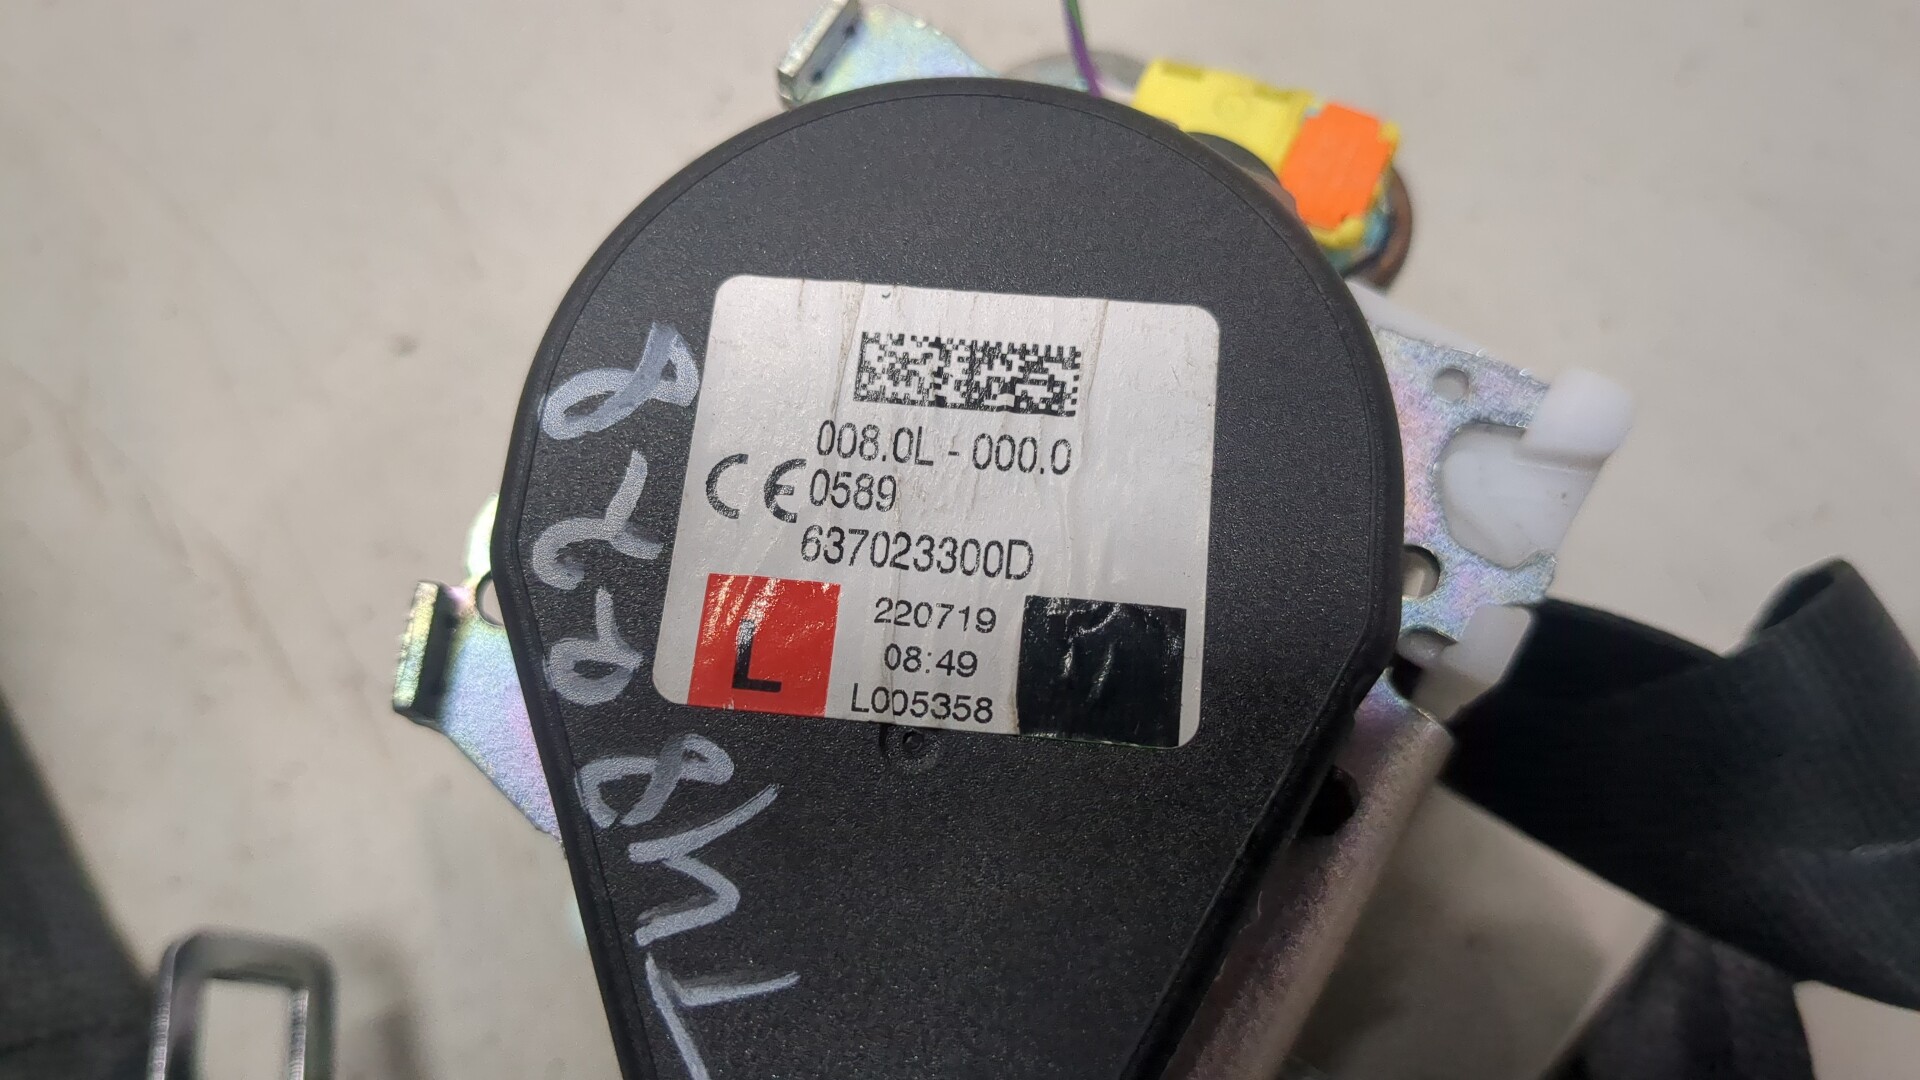 008.0L - 000.0
CE 0589
637023300D
L
220719
08:49
L005358